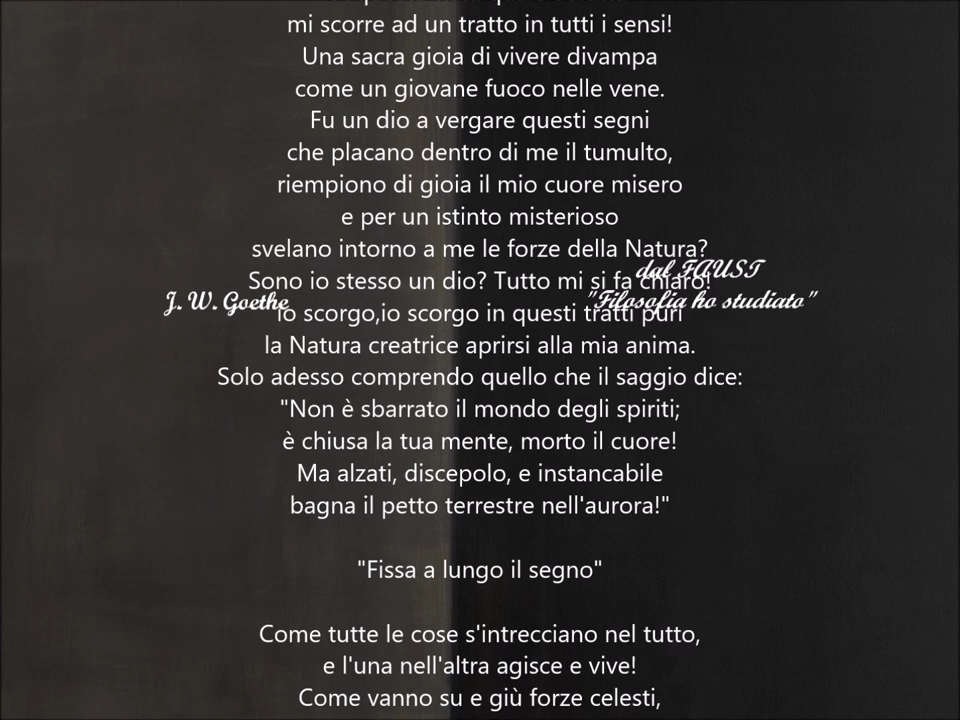 mi scorre ad un tratto in tutti i sensi!
Una sacra gioia di vivere divampa
come un giovane fuoco nelle vene.
Fu un dio a vergare questi segni
che placano dentro di me il tumulto,
riempiono di gioia il mio cuore misero
e per un istinto misterioso
svelano intorno a me le forze della Natura?
dal FAUST
Sono io stesso un dio? Tutto mi si fa chiaro!
J. W. Goethe
"Filosofia ho studiato"
Io scorgo,io scorgo in questi tratti puri
la Natura creatrice aprirsi alla mia anima.
Solo adesso comprendo quello che il saggio dice:
"Non è sbarrato il mondo degli spiriti;
è chiusa la tua mente, morto il cuore!
Ma alzati, discepolo, e instancabile
bagna il petto terrestre nell'aurora!"
"Fissa a lungo il segno"
Come tutte le cose s'intrecciano nel tutto,
e l'una nell'altra agisce e vive!
Come vanno su e giù forze celesti,